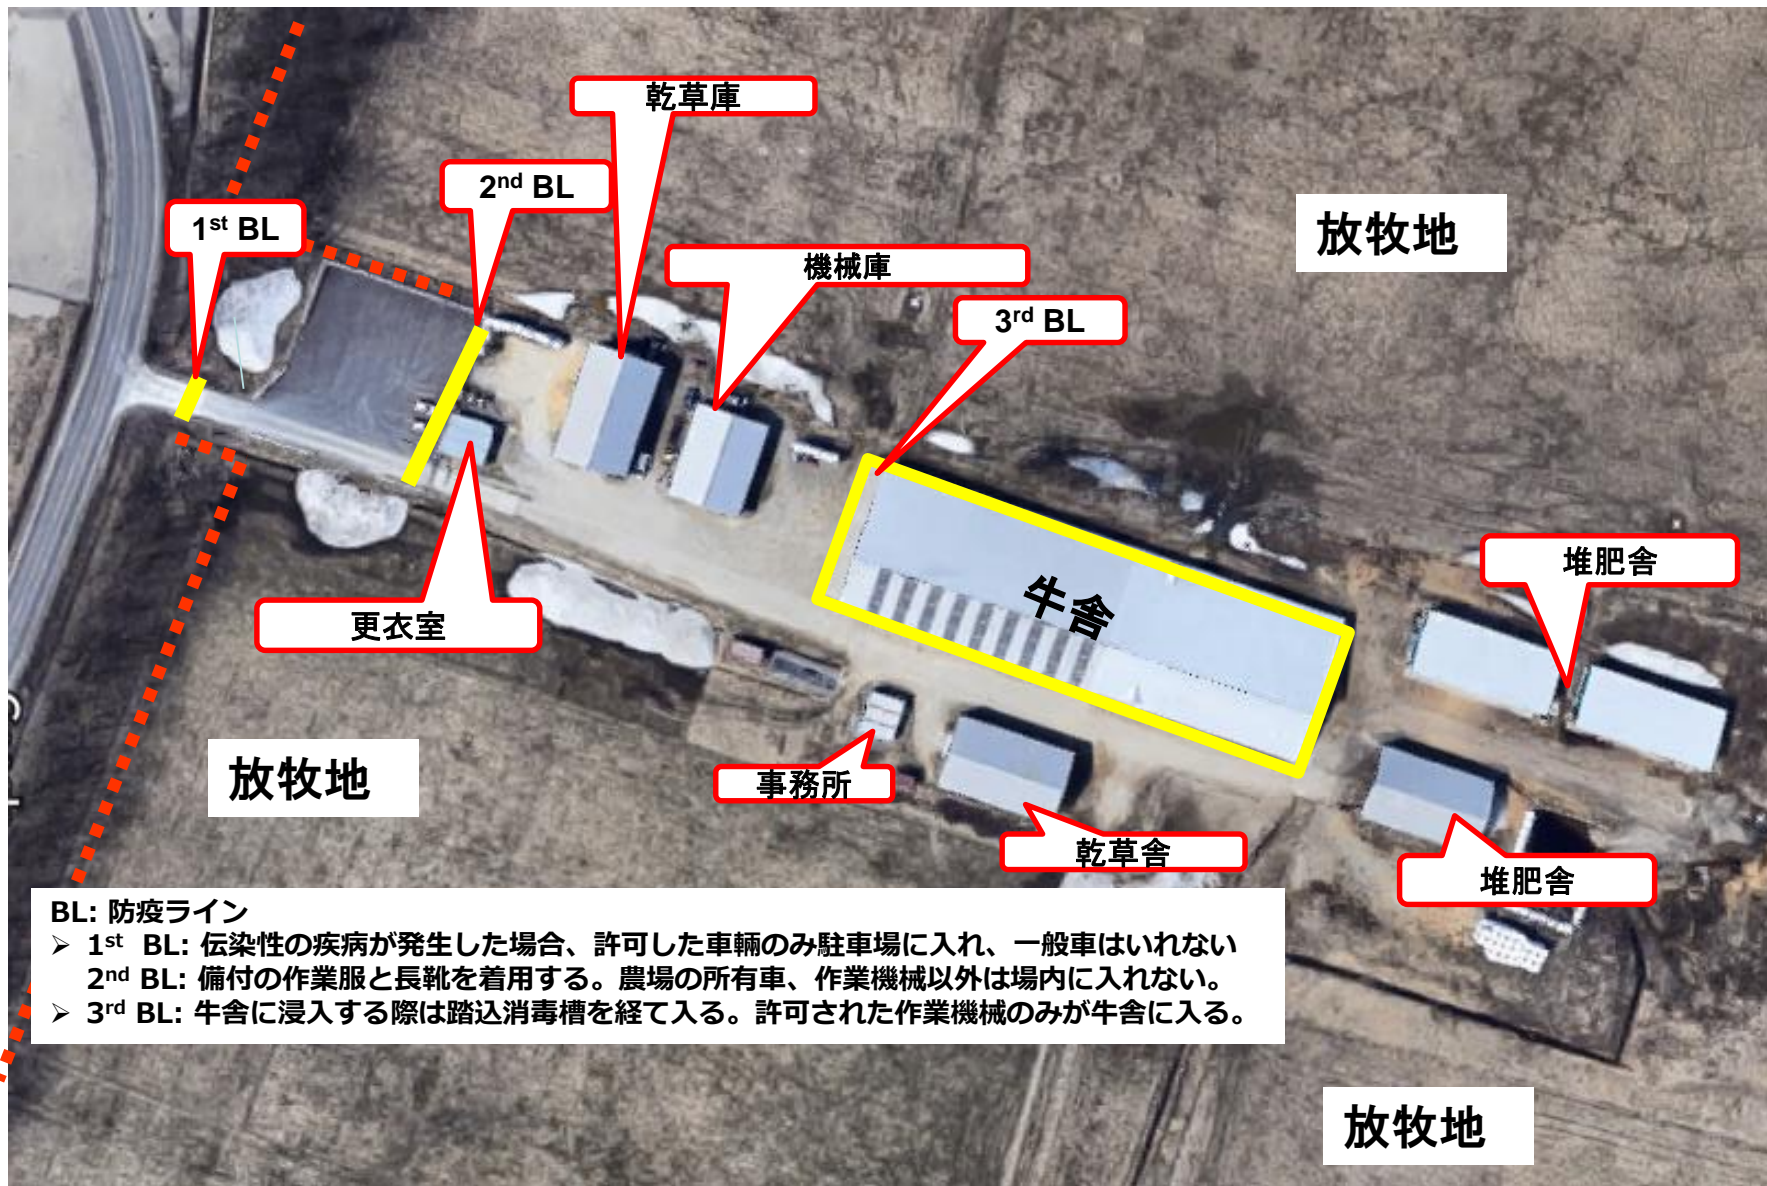 乾草庫
2nd BL
1st BL
放牧地
機械庫
3rd BL
堆肥舎
牛舎
更衣室
放牧地
事務所
乾草舎
堆肥舎
BL: 防疫ライン
➢ 1st BL: 伝染性の疾病が発生した場合、許可した車輌のみ駐車場に入れ、一般車はいれない
2nd BL: 備付の作業服と長靴を着用する。農場の所有車、作業機械以外は場内に入れない。
➢ 3rd BL: 牛舎に浸入する際は踏込消毒槽を経て入る。許可された作業機械のみが牛舎に入る。
放牧地